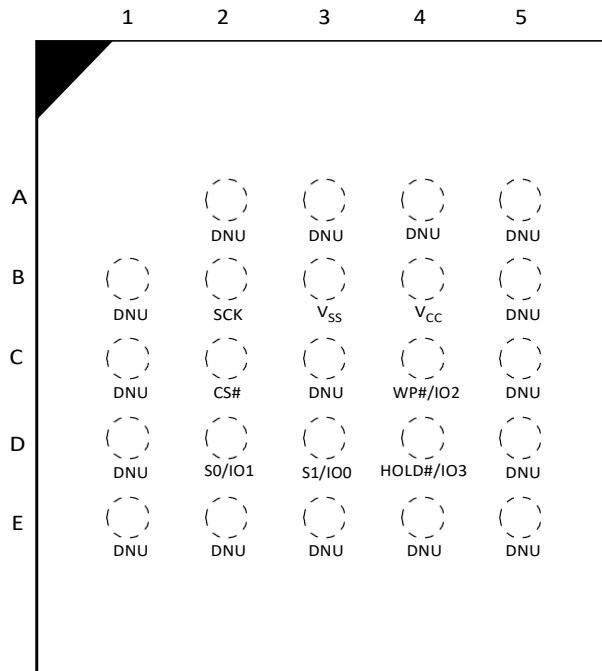 1 2 3 4 5
A
DNU DNU DNU DNU
B
DNU SCK VSS VCC DNU
C
DNU CS# DNU WP#/IO2 DNU
D
DNU S0/IO1 S1/IO0 HOLD#/IO3 DNU
E
DNU DNU DNU DNU DNU